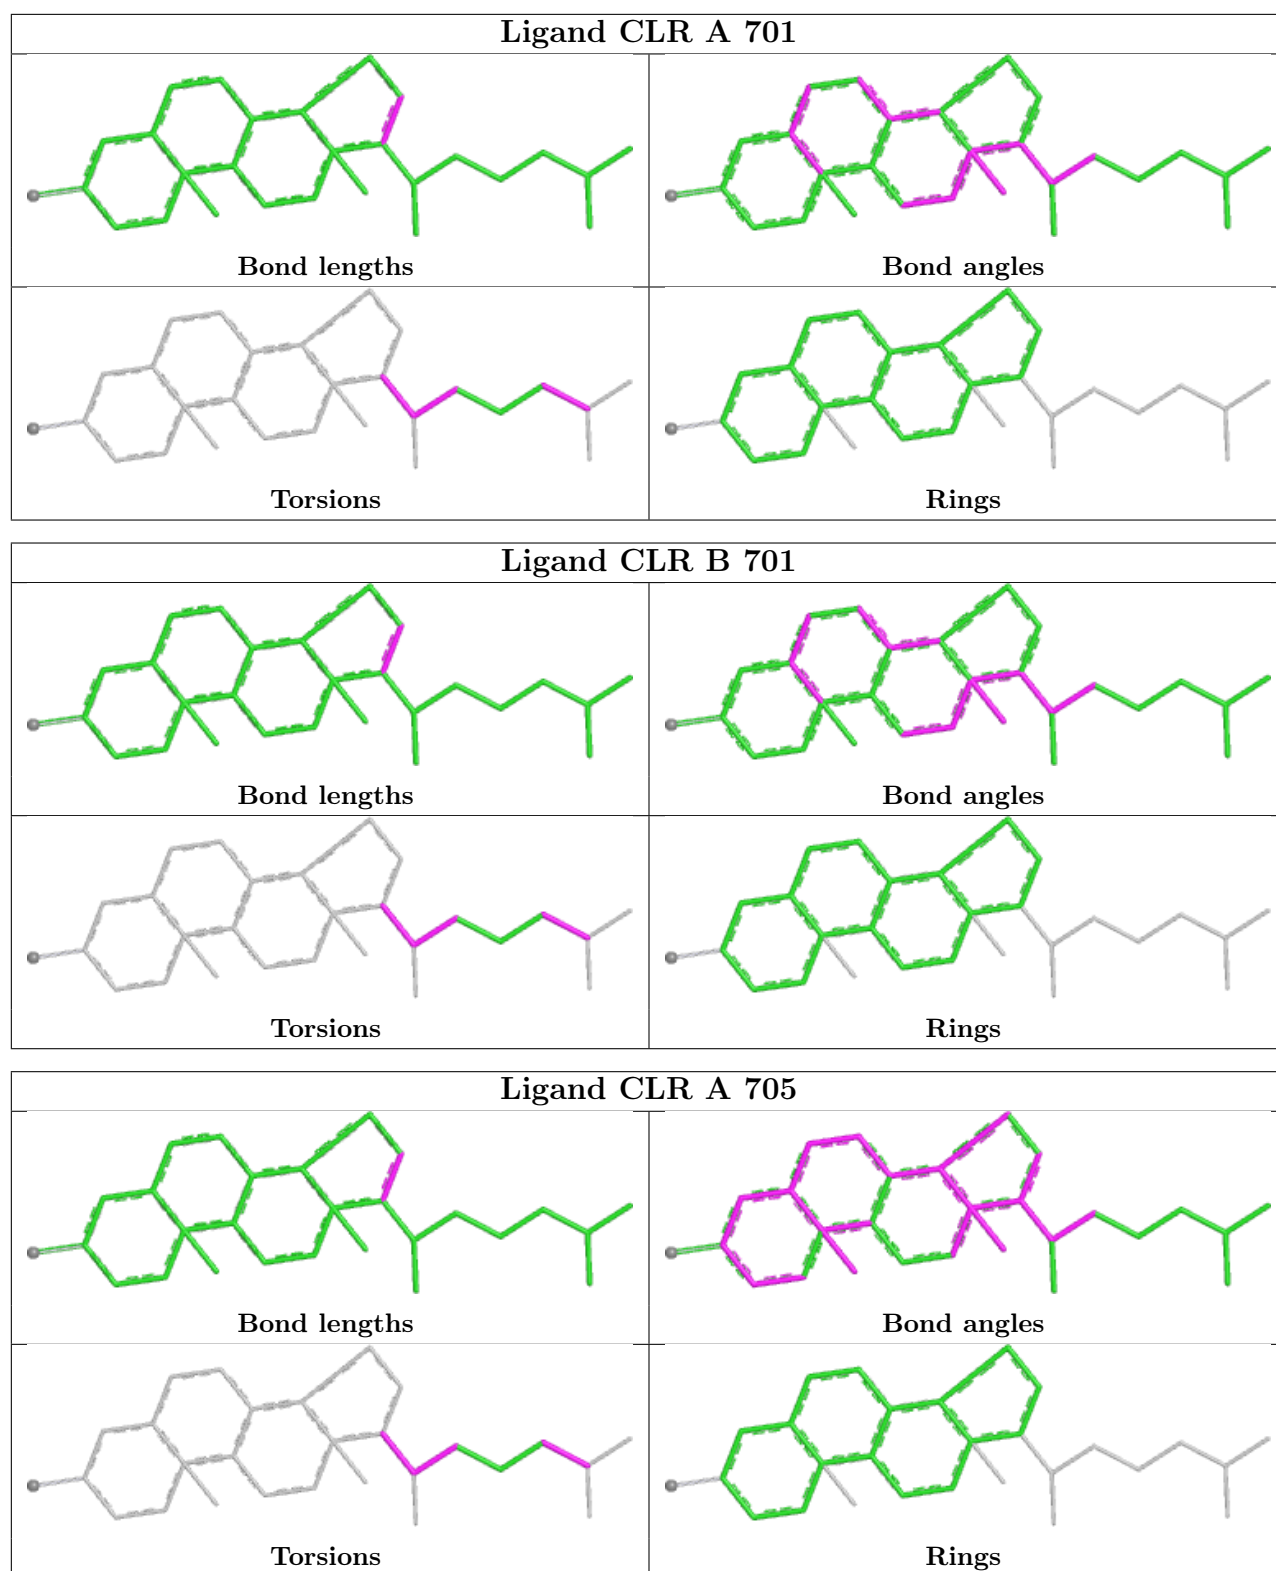 Ligand CLR A 701
Bond lengths
Bond angles
Torsions
Rings
Ligand CLR B 701
Bond lengths
Bond angles
Torsions
Rings
Ligand CLR A 705
Bond lengths
Bond angles
Torsions
Rings